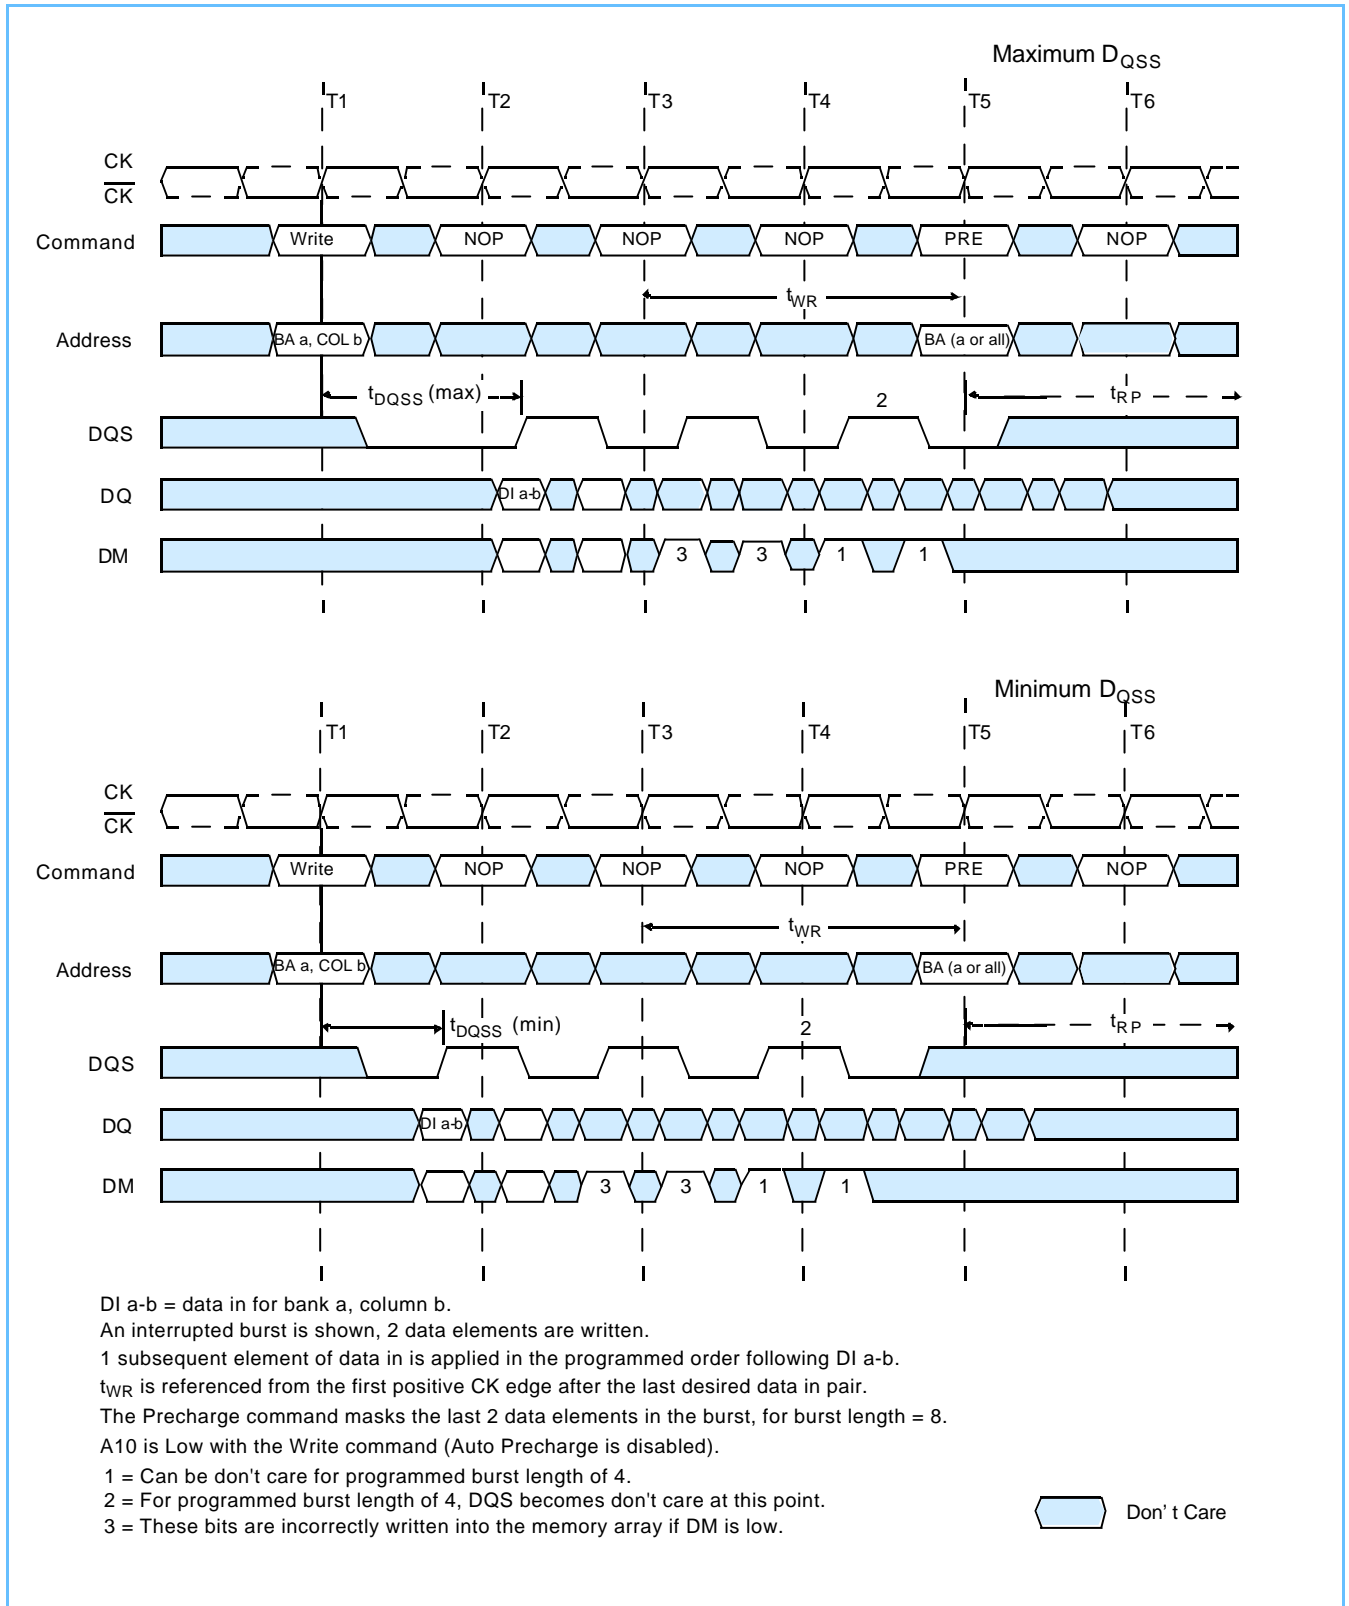 Maximum DQSS
T1 T2 T3 T4 T5 T6
CK
CK
Command Write NOP NOP NOP PRE NOP
tWR
Address BA a, COL b BA (a or all)
tDQSS (max) 2 tRP
DQS
DQ DI a-b
DM 3 3 1 1
Minimum DQSS
T1 T2 T3 T4 T5 T6
CK
CK
Command Write NOP NOP NOP PRE NOP
tWR
Address BA a, COL b BA (a or all)
tDQSS (min) 2 tRP
DQS
DQ DI a-b
DM 3 3 1 1
DI a-b = data in for bank a, column b.
An interrupted burst is shown, 2 data elements are written.
1 subsequent element of data in is applied in the programmed order following DI a-b.
tWR is referenced from the first positive CK edge after the last desired data in pair.
The Precharge command masks the last 2 data elements in the burst, for burst length = 8.
A10 is Low with the Write command (Auto Precharge is disabled).
1 = Can be don't care for programmed burst length of 4.
2 = For programmed burst length of 4, DQS becomes don't care at this point.
3 = These bits are incorrectly written into the memory array if DM is low.
Don' t Care